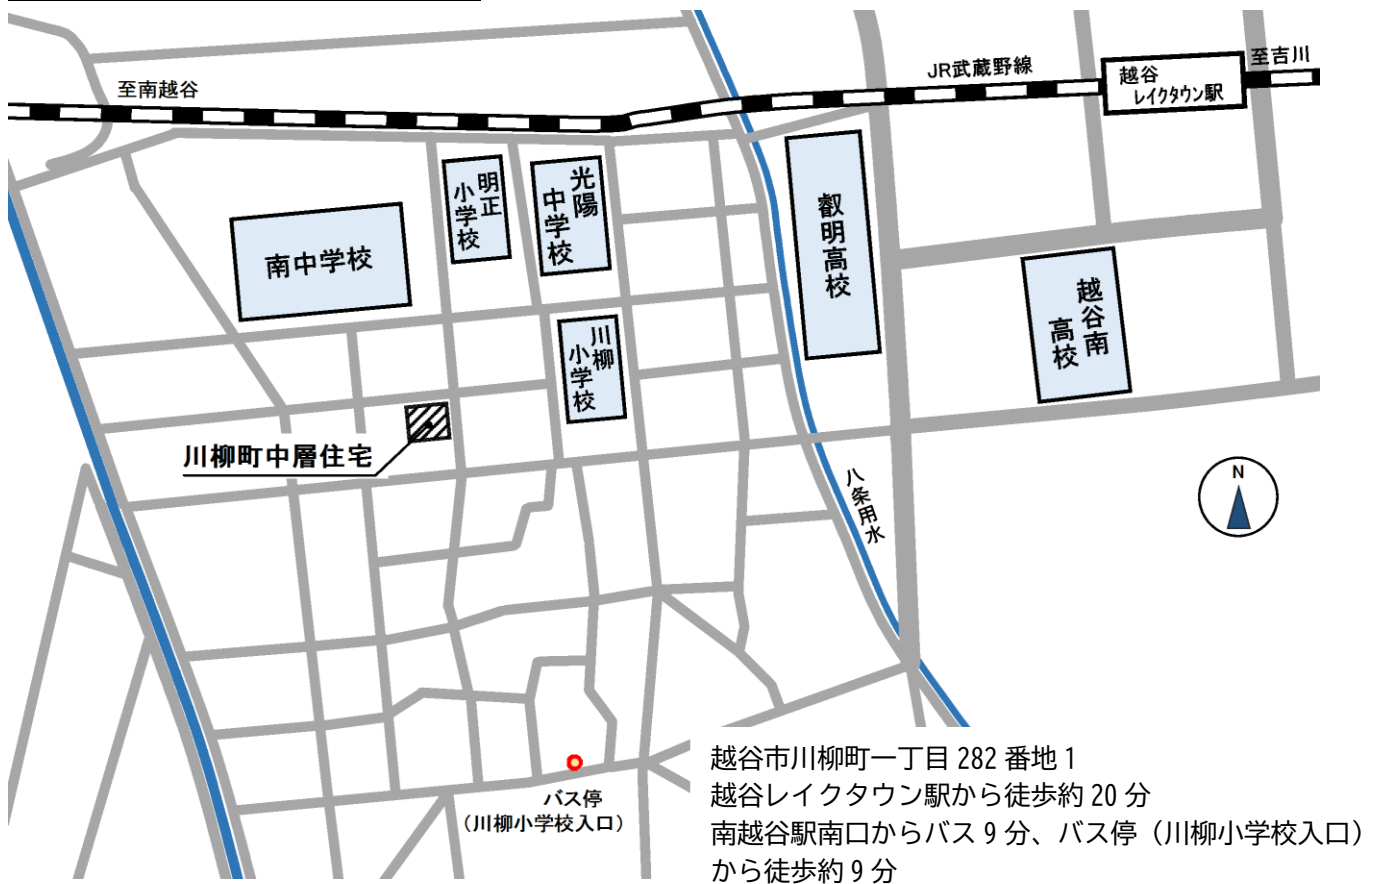 至南越谷
JR武蔵野線
越谷
レイクタウン駅
至吉川
明正
小学校
光陽
中学校
叡明高校
南中学校
越谷南
高校
川柳
小学校
川柳町中層住宅
八条用水
N
バス停
（川柳小学校入口）
越谷市川柳町一丁目 282 番地 1
越谷レイクタウン駅から徒歩約 20 分
南越谷駅南口からバス 9 分、バス停（川柳小学校入口）
から徒歩約 9 分